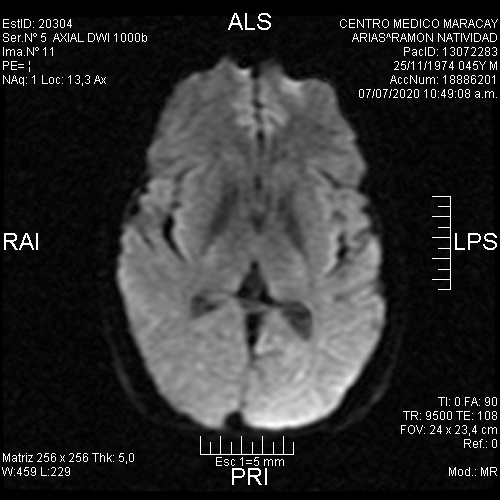 EstID: 20304
Ser.Nº 5 AXIAL DWI 1000b
Ima.Nº 11
PE= ¦
NAq: 1 Loc: 13,3 Ax
ALS
CENTRO MEDICO MARACAY
ARIAS^RAMON NATIVIDAD
PacID: 13072283
25/11/1974 045Y M
AccNum: 18886201
07/07/2020 10:49:08 a.m.
RAI
LPS
TI: 0 FA: 90
TR: 9500 TE: 108
FOV: 24 x 23,4 cm
Ref.: 0
Mod.: MR
Matriz 256 x 256 Thk: 5,0
W:459 L:229
Esc 1=5 mm
PRI